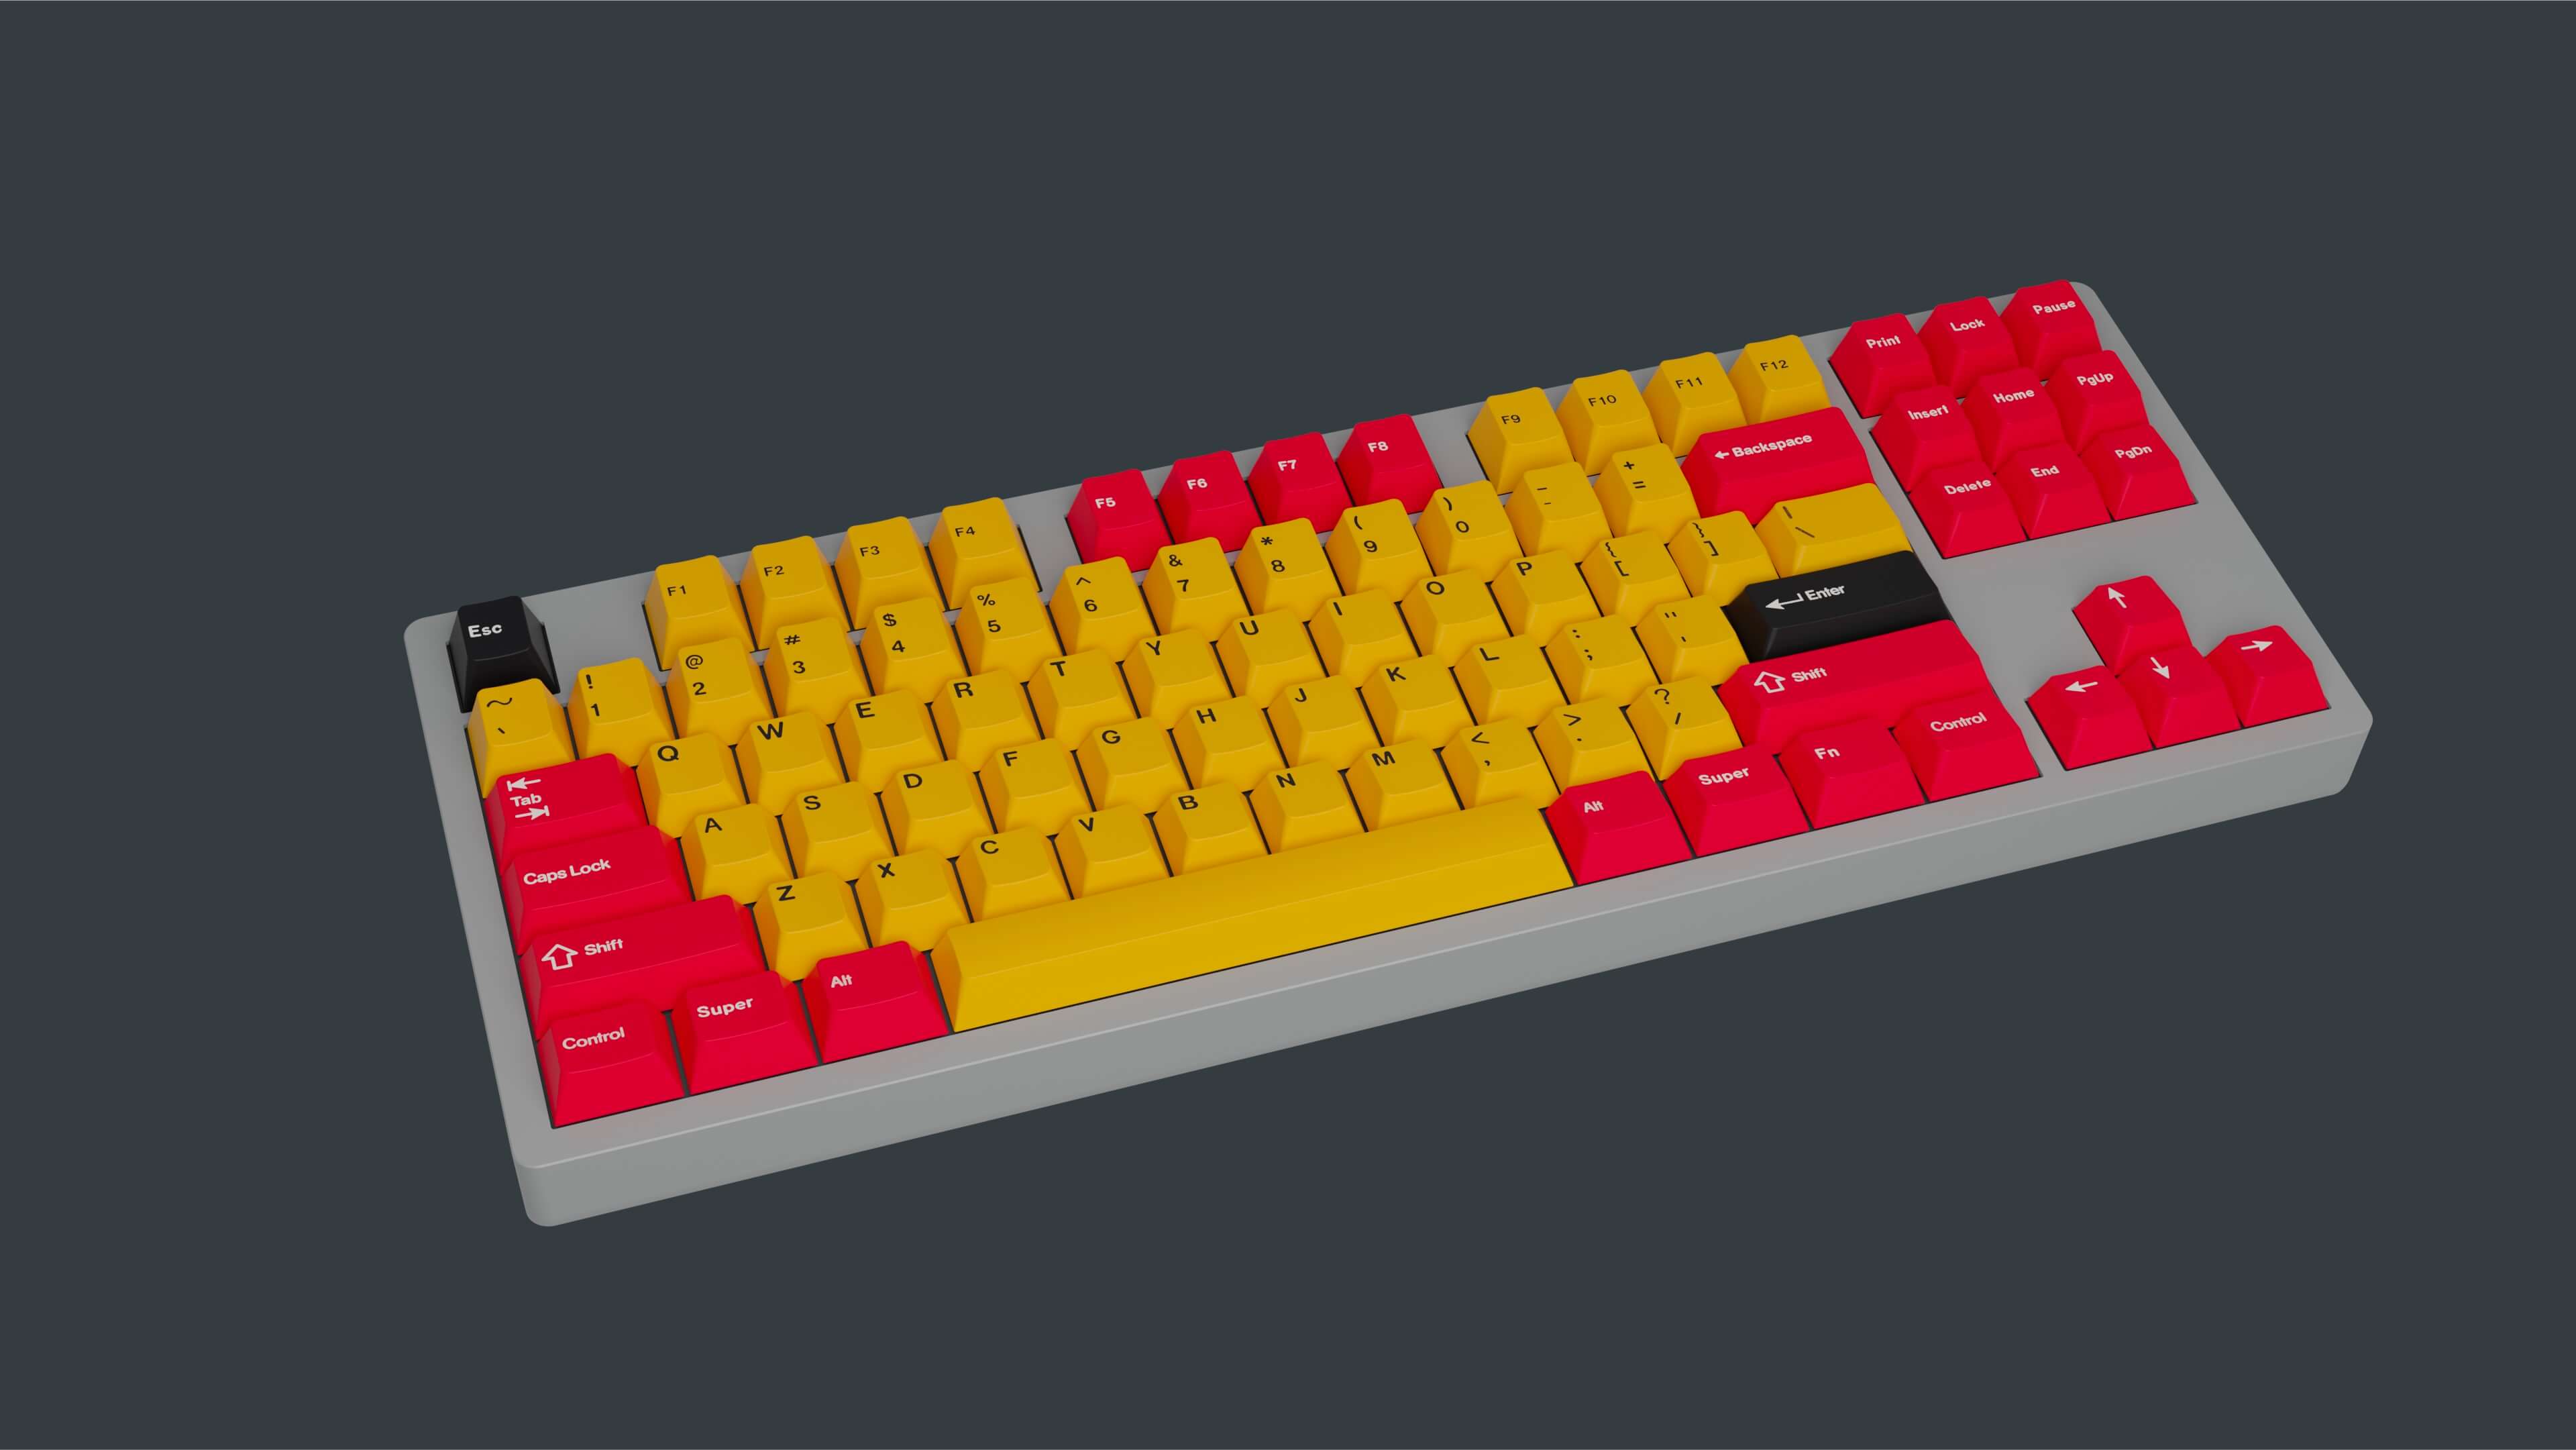 Esc F1 F2 F3 F4 F5 F6 F7 F8 F9 F10 F11 F12 Print Lock Pause
~ ! @ # $ % ^ & * ( ) _ +
` 1 2 3 4 5 6 7 8 9 0 - = ← Backspace Insert Home PgUp
⇤ Tab ⇥ Q W E R T Y U I O P { [ } ] | \ Delete End PgDn
Caps Lock A S D F G H J K L : ; " ' ↵ Enter
⇧ Shift Z X C V B N M < , > . ? / ⇧ Shift ↑
Control Super Alt Alt Super Fn Control ← ↓ →